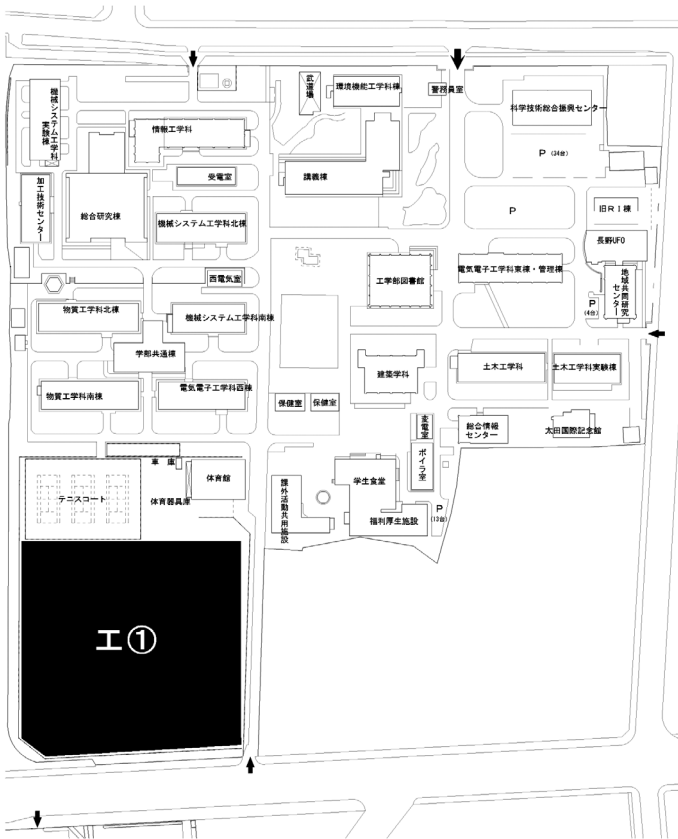 武道場
環境機能工学科棟
警務員室
科学技術総合振興センター
機械システム工学科
実験棟
情報工学科
P (34台)
受電室
講義棟
加工技術センター
総合研究棟
機械システム工学科北棟
P
旧RI棟
長野UFO
西電気室
工学部図書館
電気電子工学科東棟・管理棟
地域共同研究
センター
物質工学科北棟
機械システム工学科南棟
P
(4台)
学部共通棟
建築学科
土木工学科
土木工学科実験棟
物質工学科南棟
電気電子工学科西棟
保健室
保健室
変電室
総合情報
センター
太田国際記念館
車庫
ボイラ室
体育館
学生食堂
テニスコート
体育器具庫
課外活動共用施設
P
(13台)
福利厚生施設
工①